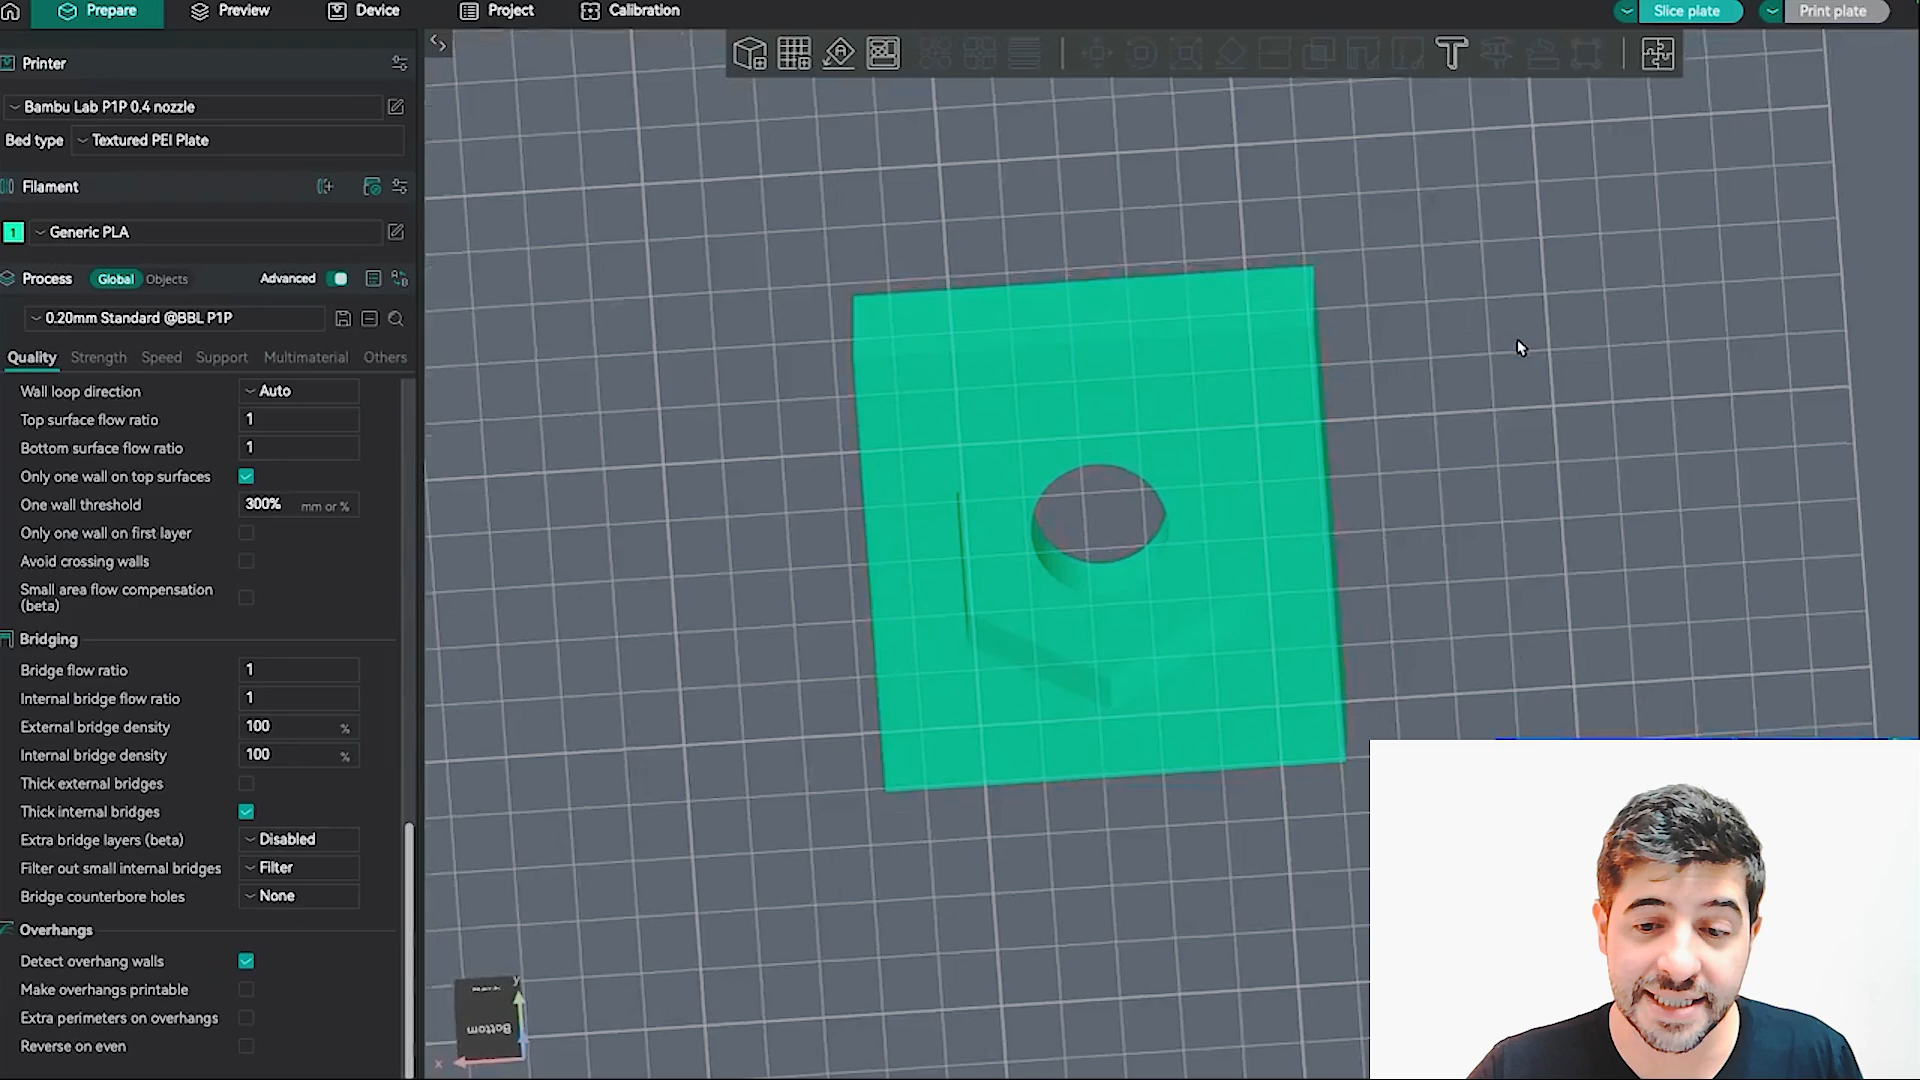 Prepare
Preview
Device
Project
Calibration
Slice plate
Print plate
Printer
Bambu Lab P1P 0.4 nozzle
Bed type
Textured PEI Plate
Filament
1
Generic PLA
Process
Global
Objects
Advanced
0.20mm Standard @BBL P1P
Quality
Strength
Speed
Support
Multimaterial
Others
Wall loop direction
Auto
Top surface flow ratio
1
Bottom surface flow ratio
1
Only one wall on top surfaces
One wall threshold
300%
mm or %
Only one wall on first layer
Avoid crossing walls
Small area flow compensation
(beta)
Bridging
Bridge flow ratio
1
Internal bridge flow ratio
1
External bridge density
100
%
Internal bridge density
100
%
Thick external bridges
Thick internal bridges
Extra bridge layers (beta)
Disabled
Filter out small internal bridges
Filter
Bridge counterbore holes
None
Overhangs
Detect overhang walls
Make overhangs printable
Extra perimeters on overhangs
Reverse on even
y
Bottom
x